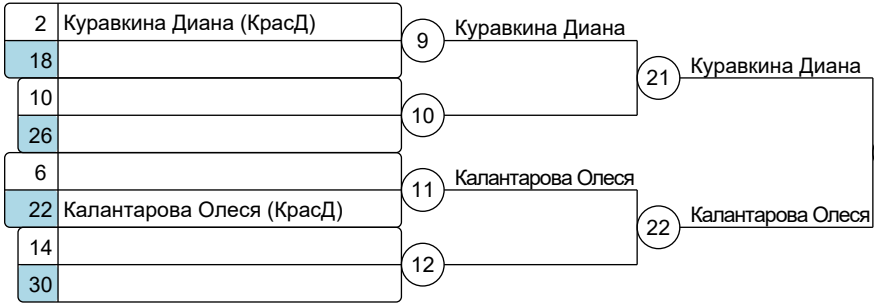 2 Куравкина Диана (КрасД)
18
10
26
6
22 Калантарова Олеся (КрасД)
14
30
9 Куравкина Диана
10
11 Калантарова Олеся
12
21 Куравкина Диана
22 Калантарова Олеся